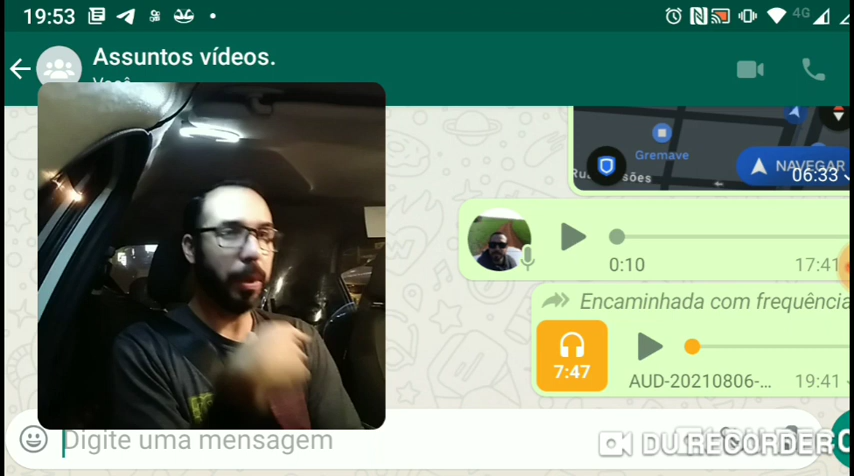 19:53
4G
Assuntos vídeos.
Você
Gremave
NAVEGAR
06:33
0:10
17:41
Encaminhada com frequência
7:47
AUD-20210806-...
19:41
Digite uma mensagem
DU RECORDER